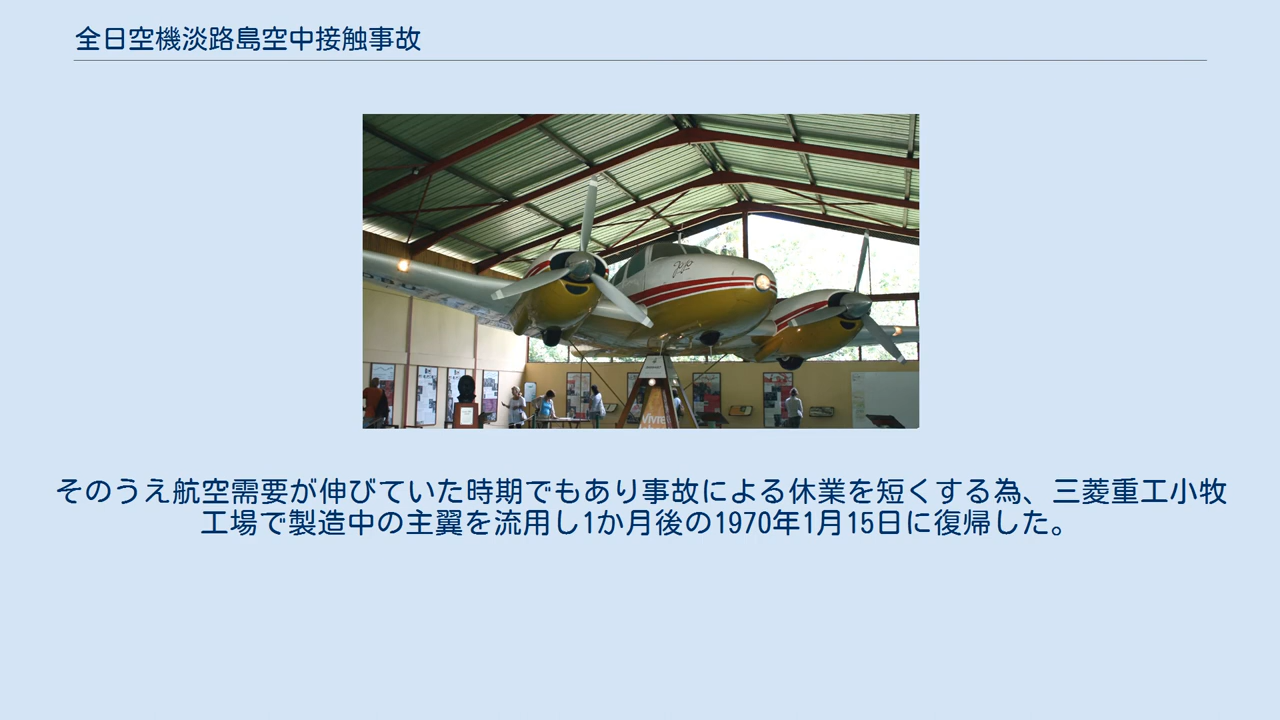 全日空機淡路島空中接触事故
Vivre
そのうえ航空需要が伸びていた時期でもあり事故による休業を短くする為、三菱重工小牧
工場で製造中の主翼を流用し1か月後の1970年1月15日に復帰した。